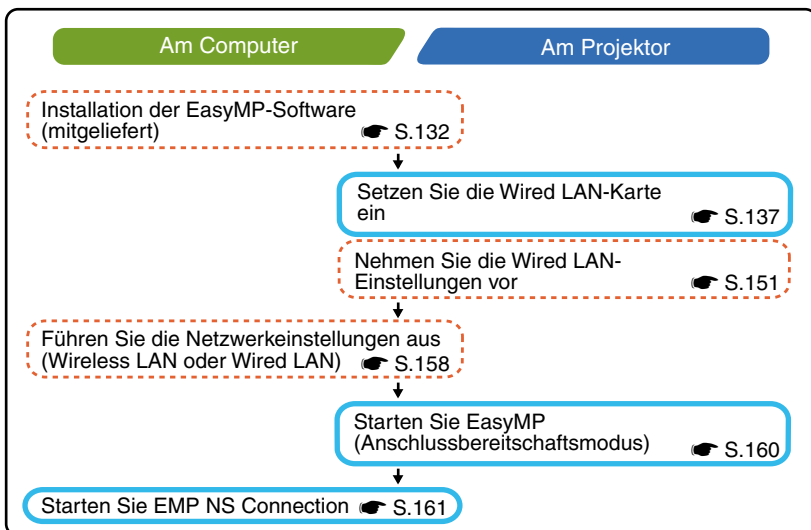 Am Computer
Am Projektor
Installation der EasyMP-Software
(mitgeliefert) ☛ S.132
Setzen Sie die Wired LAN-Karte
ein ☛ S.137
Nehmen Sie die Wired LAN-
Einstellungen vor ☛ S.151
Führen Sie die Netzwerkeinstellungen aus
(Wireless LAN oder Wired LAN) ☛ S.158
Starten Sie EasyMP
(Anschlussbereitschaftsmodus) ☛ S.160
Starten Sie EMP NS Connection ☛ S.161